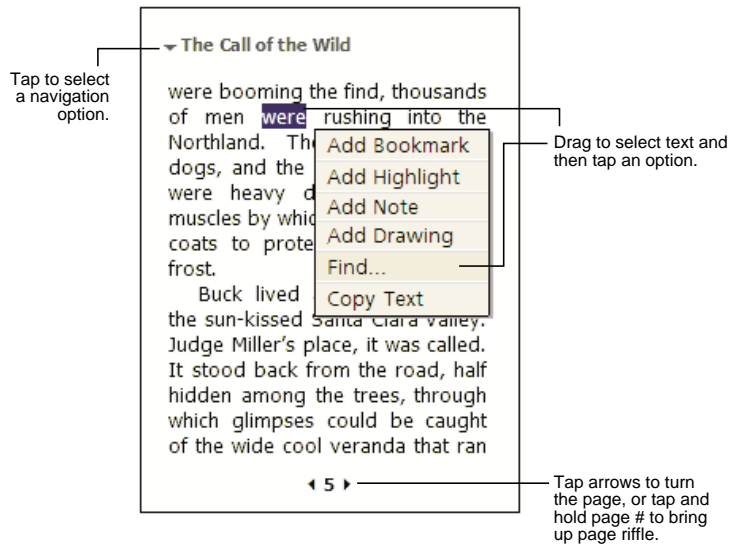 The Call of the Wild
Tap to select
a navigation
option.
were booming the find, thousands
of men were rushing into the
Northland. The
dogs, and the
were heavy d
muscles by whic
coats to prote
frost.
Buck lived
the sun-kissed Santa Clara Valley.
Judge Miller's place, it was called.
It stood back from the road, half
hidden among the trees, through
which glimpses could be caught
of the wide cool veranda that ran
Add Bookmark
Add Highlight
Add Note
Add Drawing
Find...
Copy Text
Drag to select text and
then tap an option.
5
Tap arrows to turn
the page, or tap and
hold page # to bring
up page riffle.